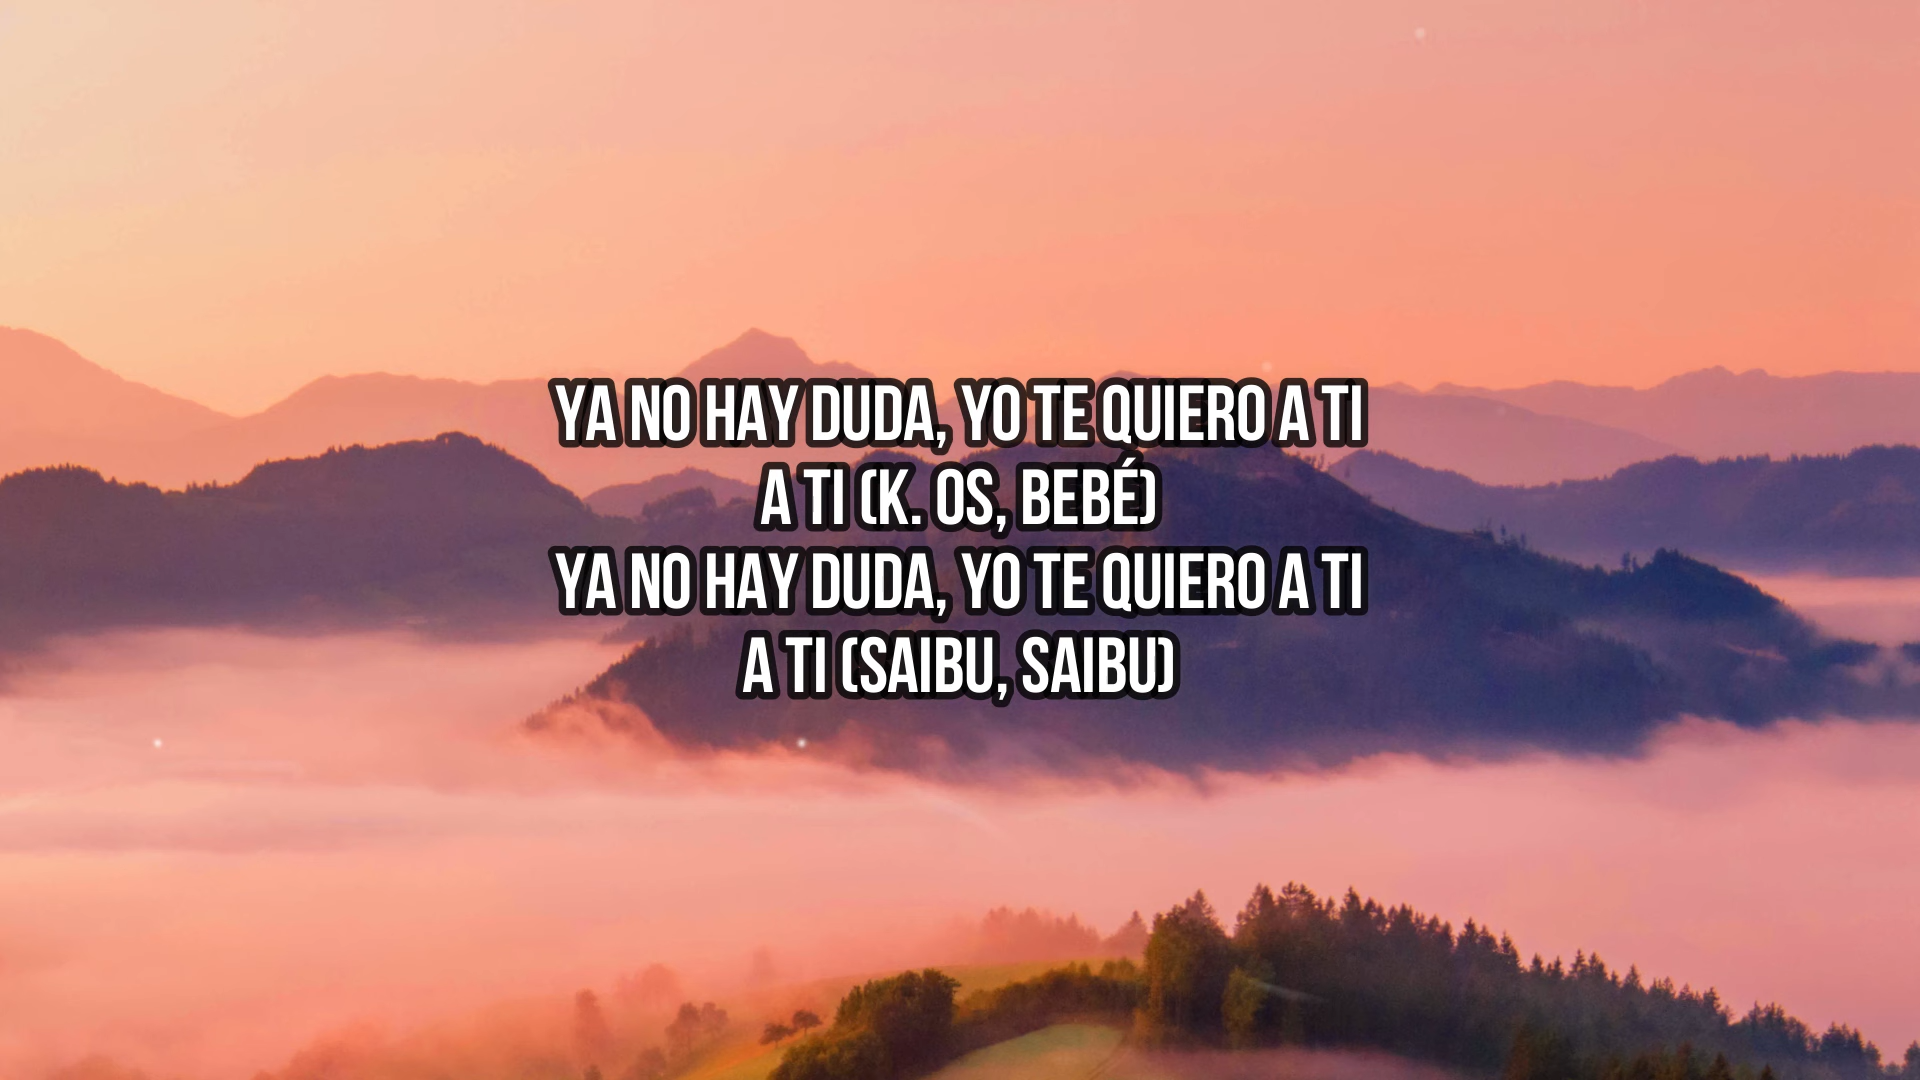 YA NO HAY DUDA, YO TE QUIERO A TI
A TI (K. OS, BEBÉ)
YA NO HAY DUDA, YO TE QUIERO A TI
A TI (SAIBU, SAIBU)